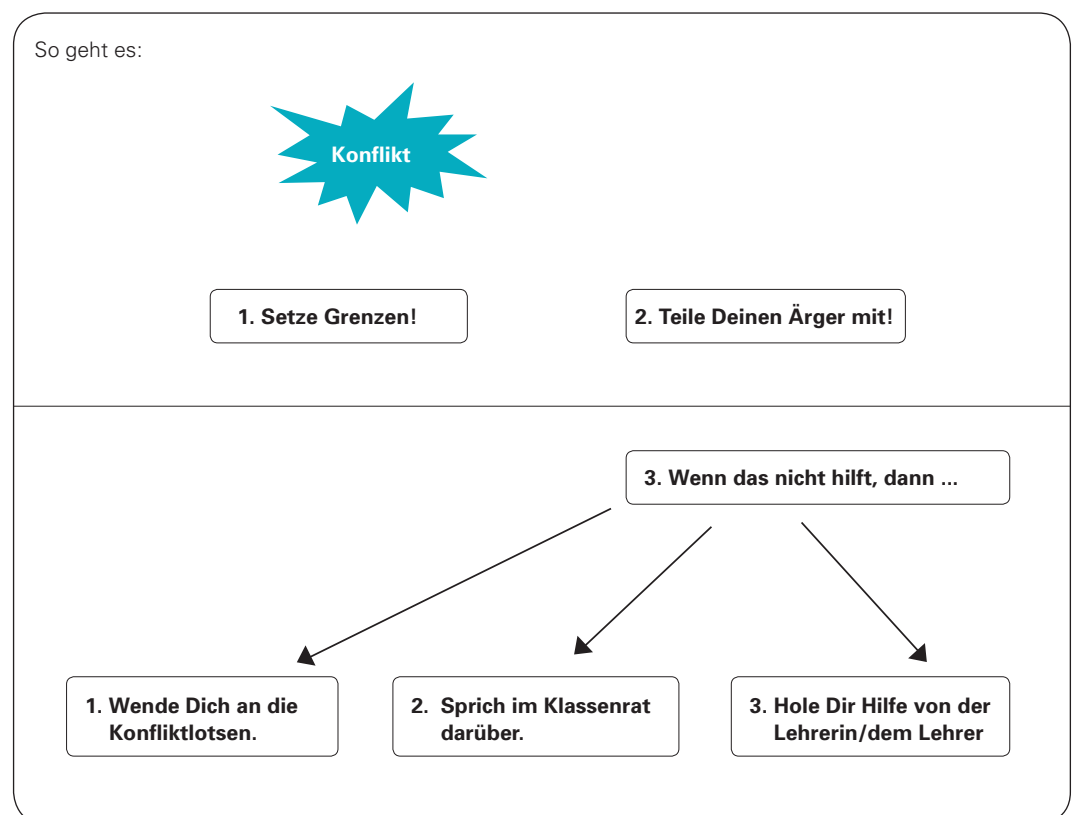 So geht es:
Konflikt
1. Setze Grenzen!
2. Teile Deinen Ärger mit!
3. Wenn das nicht hilft, dann ...
1. Wende Dich an die
Konfliktlotsen.
2. Sprich im Klassenrat
darüber.
3. Hole Dir Hilfe von der
Lehrerin/dem Lehrer